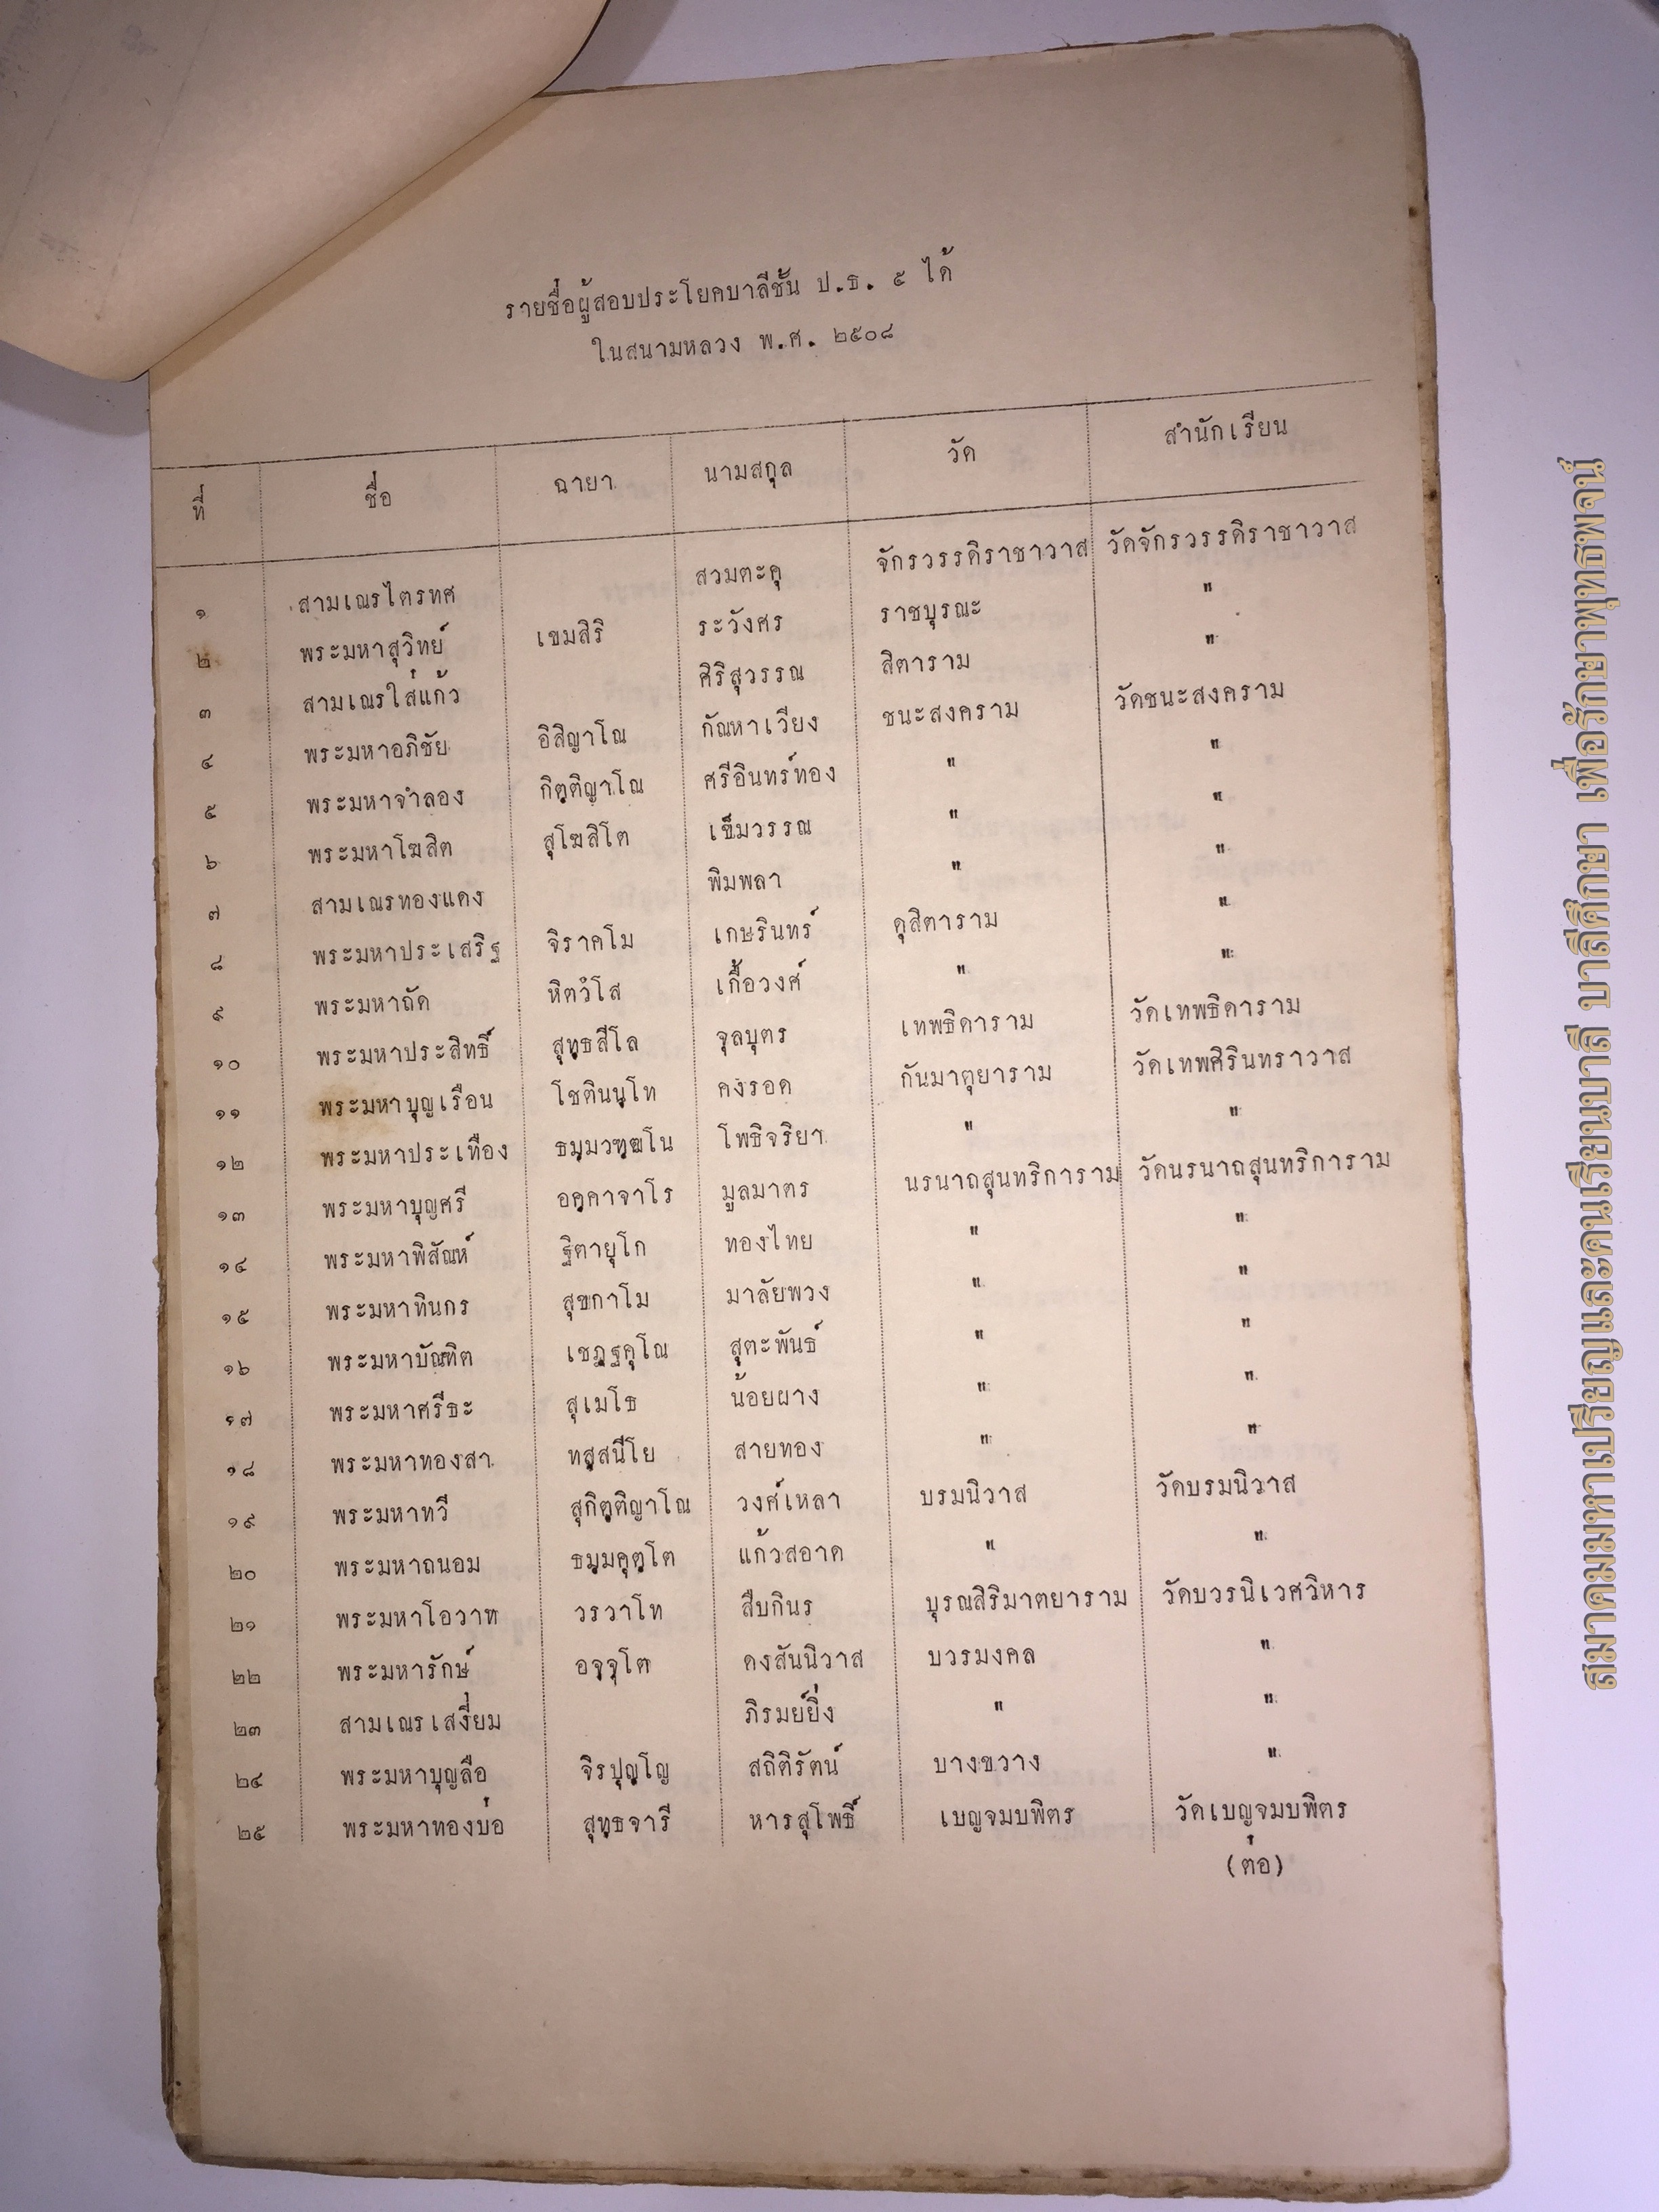 รายชื่อผู้สอบประโยคบาลีชั้น ป.ธ. ๕ ได้
ในสนามหลวง พ.ศ. ๒๕๐๘
ที่ ชื่อ ฉายา นามสกุล วัด สำนักเรียน
๑ สามเณรไตรทศ สวมตะคุ จักรวรรดิราชาวาส วัดจักรวรรดิราชาวาส
๒ พระมหาสุวิทย์ เขมสิริ ระวังศร ราชบุรณะ "
๓ สามเณรใส่แก้ว ศิริสุวรรณ สิตาราม "
๔ พระมหาอภิชัย อิสิญาโณ กัณหาเวียง ชนะสงคราม วัดชนะสงคราม
๕ พระมหาจำลอง กิตฺติญาโณ ศรีอินทร์ทอง " "
๖ พระมหาโฆสิต สุโฆสิโต เข็มวรรณ " "
๗ สามเณรทองแดง พิมพลา " "
๘ พระมหาประเสริฐ จิราคโม เกษรินทร์ ดุสิตาราม "
๙ พระมหาถัด หิตวํโส เกื้อวงศ์ " "
๑๐ พระมหาประสิทธิ์ สุทฺธสีโล จุลบุตร เทพธิดาราม วัดเทพธิดาราม
๑๑ พระมหาบุญเรือน โชตินนฺโท คงรอด กันมาตุยาราม วัดเทพศิรินทราวาส
๑๒ พระมหาประเทือง ธมฺมวฑฺฒโน โพธิจริยา " "
๑๓ พระมหาบุญศรี อคฺคาจาโร มูลมาตร นรนาถสุนทริการาม วัดนรนาถสุนทริการาม
๑๔ พระมหาพิสัณห์ ฐิตายุโก ทองไทย " "
๑๕ พระมหาทินกร สุขกาโม มาลัยพวง " "
๑๖ พระมหาบัณฑิต เชฏฺฐคุโณ สุตะพันธ์ " "
๑๗ พระมหาศรีธะ สุเมโธ น้อยผาง " "
๑๘ พระมหาทองสา ทสฺสนีโย สายทอง " "
๑๙ พระมหาทวี สุกิตฺติญาโณ วงศ์เหลา บรมนิวาส วัดบรมนิวาส
๒๐ พระมหาถนอม ธมฺมคุตฺโต แก้วสอาด " "
๒๑ พระมหาโอวาท วรวาโท สืบกินร บุรณสิริมาตยาราม วัดบวรนิเวศวิหาร
๒๒ พระมหารักษ์ อจฺจุโต คงสันนิวาส บวรมงคล "
๒๓ สามเณรเสงี่ยม ภิรมย์ยิ่ง " "
๒๔ พระมหาบุญลือ จิรปุญฺโญ สถิติรัตน์ บางขวาง "
๒๕ พระมหาทองบ่อ สุทฺธจารี หารสุโพธิ์ เบญจมบพิตร วัดเบญจมบพิตร
(ต่อ)
สมาคมมหาเปรียญและคนเรียนบาลี บาลีศึกษา เพื่อรักษาพุทธพจน์